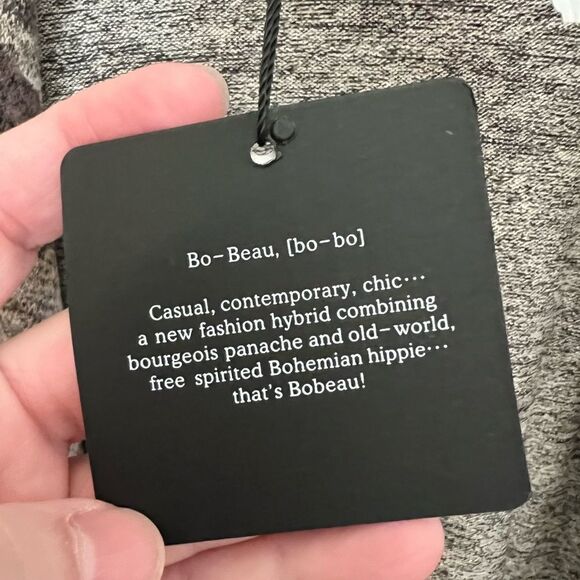 Bo-Beau, [bo-bo]
Casual, contemporary, chic...
a new fashion hybrid combining
bourgeois panache and old-world,
free spirited Bohemian hippie...
that's Bobeau!